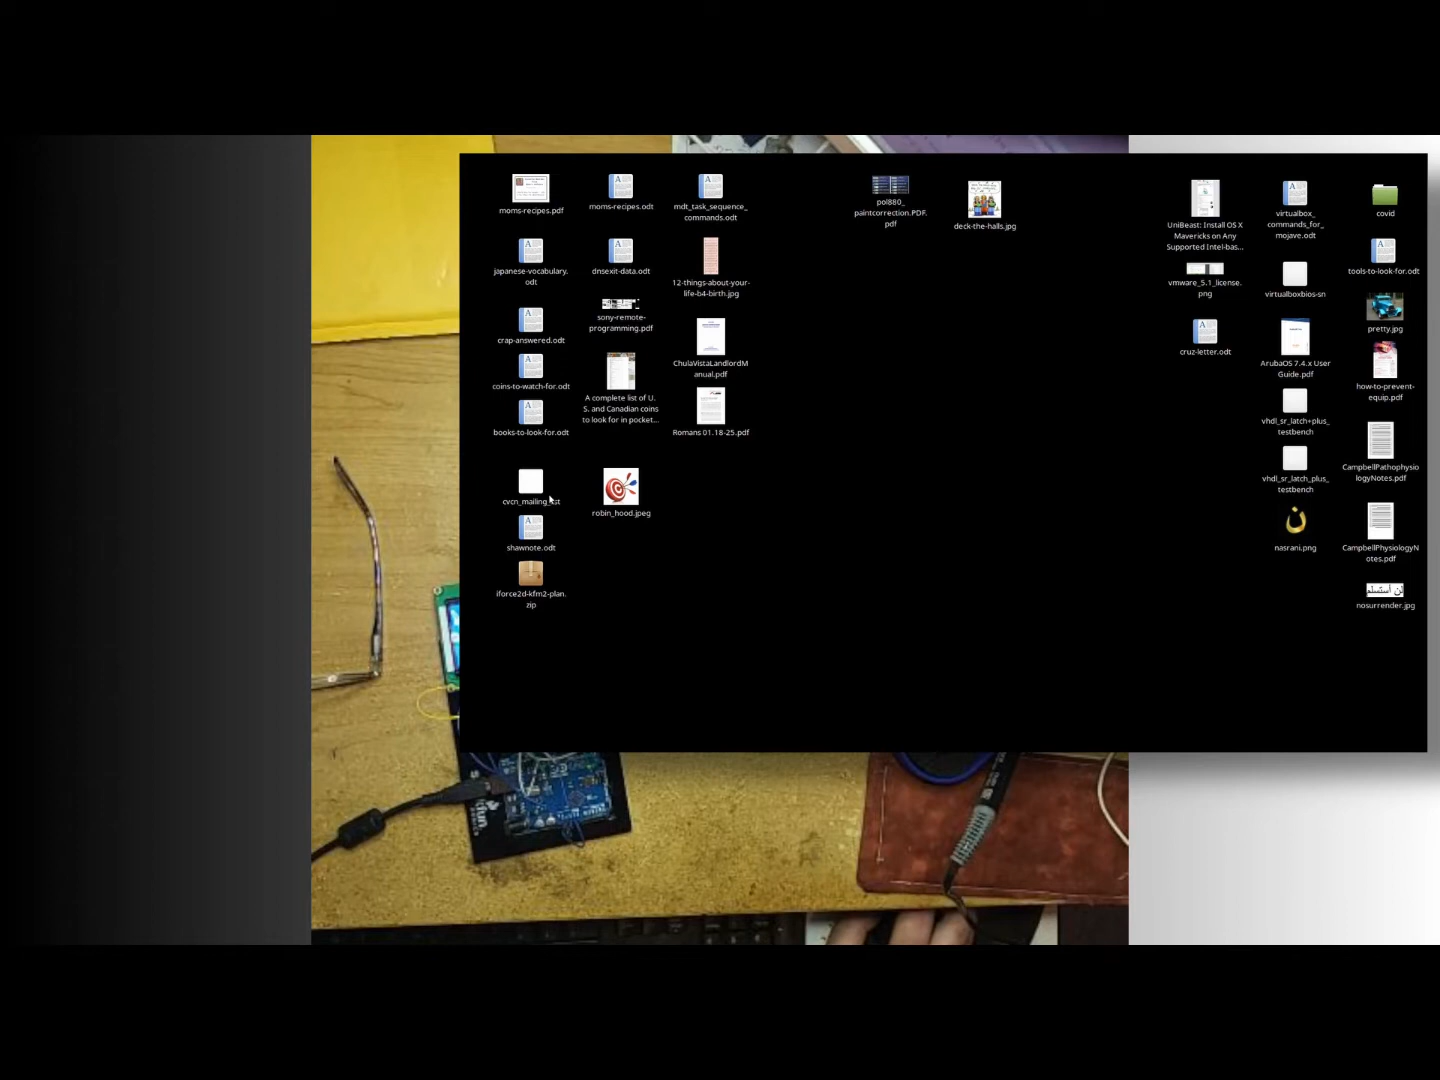 moms-recipes.pdf
moms-recipes.odt
mdt_task_sequence_
commands.odt
pol880_
paintcorrection.PDF.
pdf
deck-the-halls.jpg
UniBeast: Install OS X
Mavericks on Any
Supported Intel-bas...
virtualbox_
commands_for_
mojave.odt
covid
japanese-vocabulary.
odt
dnsexit-data.odt
12-things-about-your-
life-b4-birth.jpg
vmware_5.1_license.
png
virtualboxbios-sn
tools-to-look-for.odt
crap-answered.odt
sony-remote-
programming.pdf
ChulaVistaLandlordM
anual.pdf
cruz-letter.odt
ArubaOS 7.4.x User
Guide.pdf
pretty.jpg
coins-to-watch-for.odt
A complete list of U.
S. and Canadian coins
to look for in pocket...
how-to-prevent-
equip.pdf
books-to-look-for.odt
Romans 01.18-25.pdf
vhdl_sr_latch+plus_
testbench
CampbellPathophysio
logyNotes.pdf
cvcn_mailing_list
robin_hood.jpeg
vhdl_sr_latch_plus_
testbench
shawnote.odt
ن
nasrani.png
CampbellPhysiologyN
otes.pdf
iforce2d-kfm2-plan.
zip
لن أستسلم
nosurrender.jpg